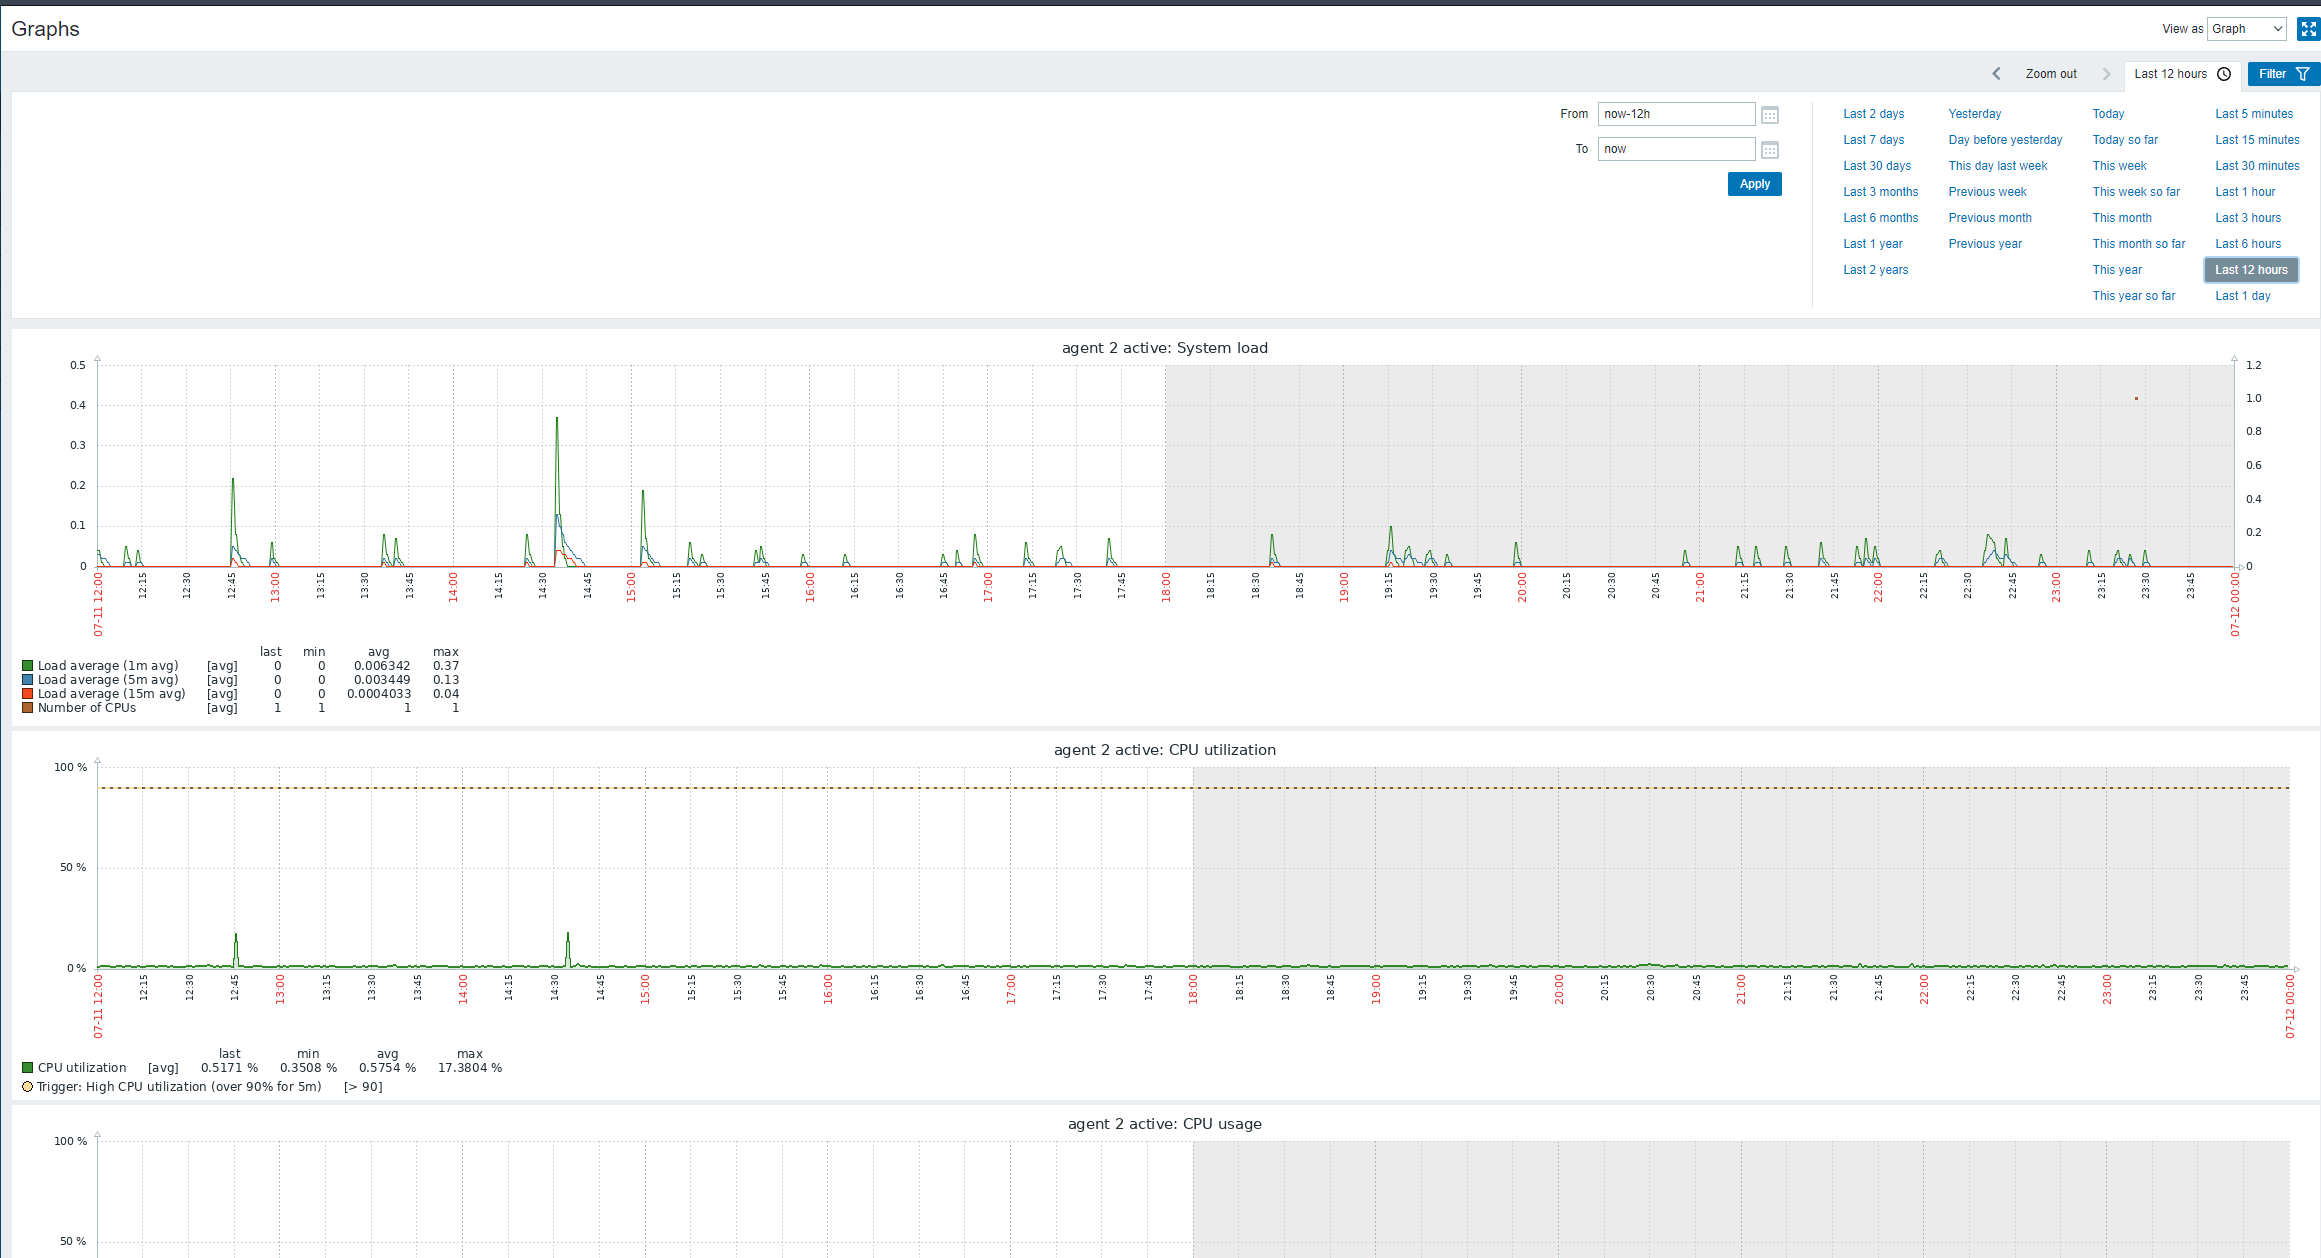 Graphs
View as Graph
Zoom out Last 12 hours Filter
From now-12h
To now
Apply
Last 2 days Yesterday Today Last 5 minutes
Last 7 days Day before yesterday Today so far Last 15 minutes
Last 30 days This day last week This week Last 30 minutes
Last 3 months Previous week This week so far Last 1 hour
Last 6 months Previous month This month Last 3 hours
Last 1 year Previous year This month so far Last 6 hours
Last 2 years This year Last 12 hours
This year so far Last 1 day
agent 2 active: System load
0.5 1.2
0.4 1.0
0.3 0.8
0.2 0.6
0.1 0.4
0 0.2
0
07-11 12:00 12:15 12:30 12:45 13:00 13:15 13:30 13:45 14:00 14:15 14:30 14:45 15:00 15:15 15:30 15:45 16:00 16:15 16:30 16:45 17:00 17:15 17:30 17:45 18:00 18:15 18:30 18:45 19:00 19:15 19:30 19:45 20:00 20:15 20:30 20:45 21:00 21:15 21:30 21:45 22:00 22:15 22:30 22:45 23:00 23:15 23:30 23:45 07-12 00:00
last min avg max
Load average (1m avg) [avg] 0 0 0.006342 0.37
Load average (5m avg) [avg] 0 0 0.003449 0.13
Load average (15m avg) [avg] 0 0 0.0004033 0.04
Number of CPUs [avg] 1 1 1 1
agent 2 active: CPU utilization
100 %
50 %
0 %
07-11 12:00 12:15 12:30 12:45 13:00 13:15 13:30 13:45 14:00 14:15 14:30 14:45 15:00 15:15 15:30 15:45 16:00 16:15 16:30 16:45 17:00 17:15 17:30 17:45 18:00 18:15 18:30 18:45 19:00 19:15 19:30 19:45 20:00 20:15 20:30 20:45 21:00 21:15 21:30 21:45 22:00 22:15 22:30 22:45 23:00 23:15 23:30 23:45 07-12 00:00
last min avg max
CPU utilization [avg] 0.5171 % 0.3508 % 0.5754 % 17.3804 %
Trigger: High CPU utilization (over 90% for 5m) [> 90]
agent 2 active: CPU usage
100 %
50 %